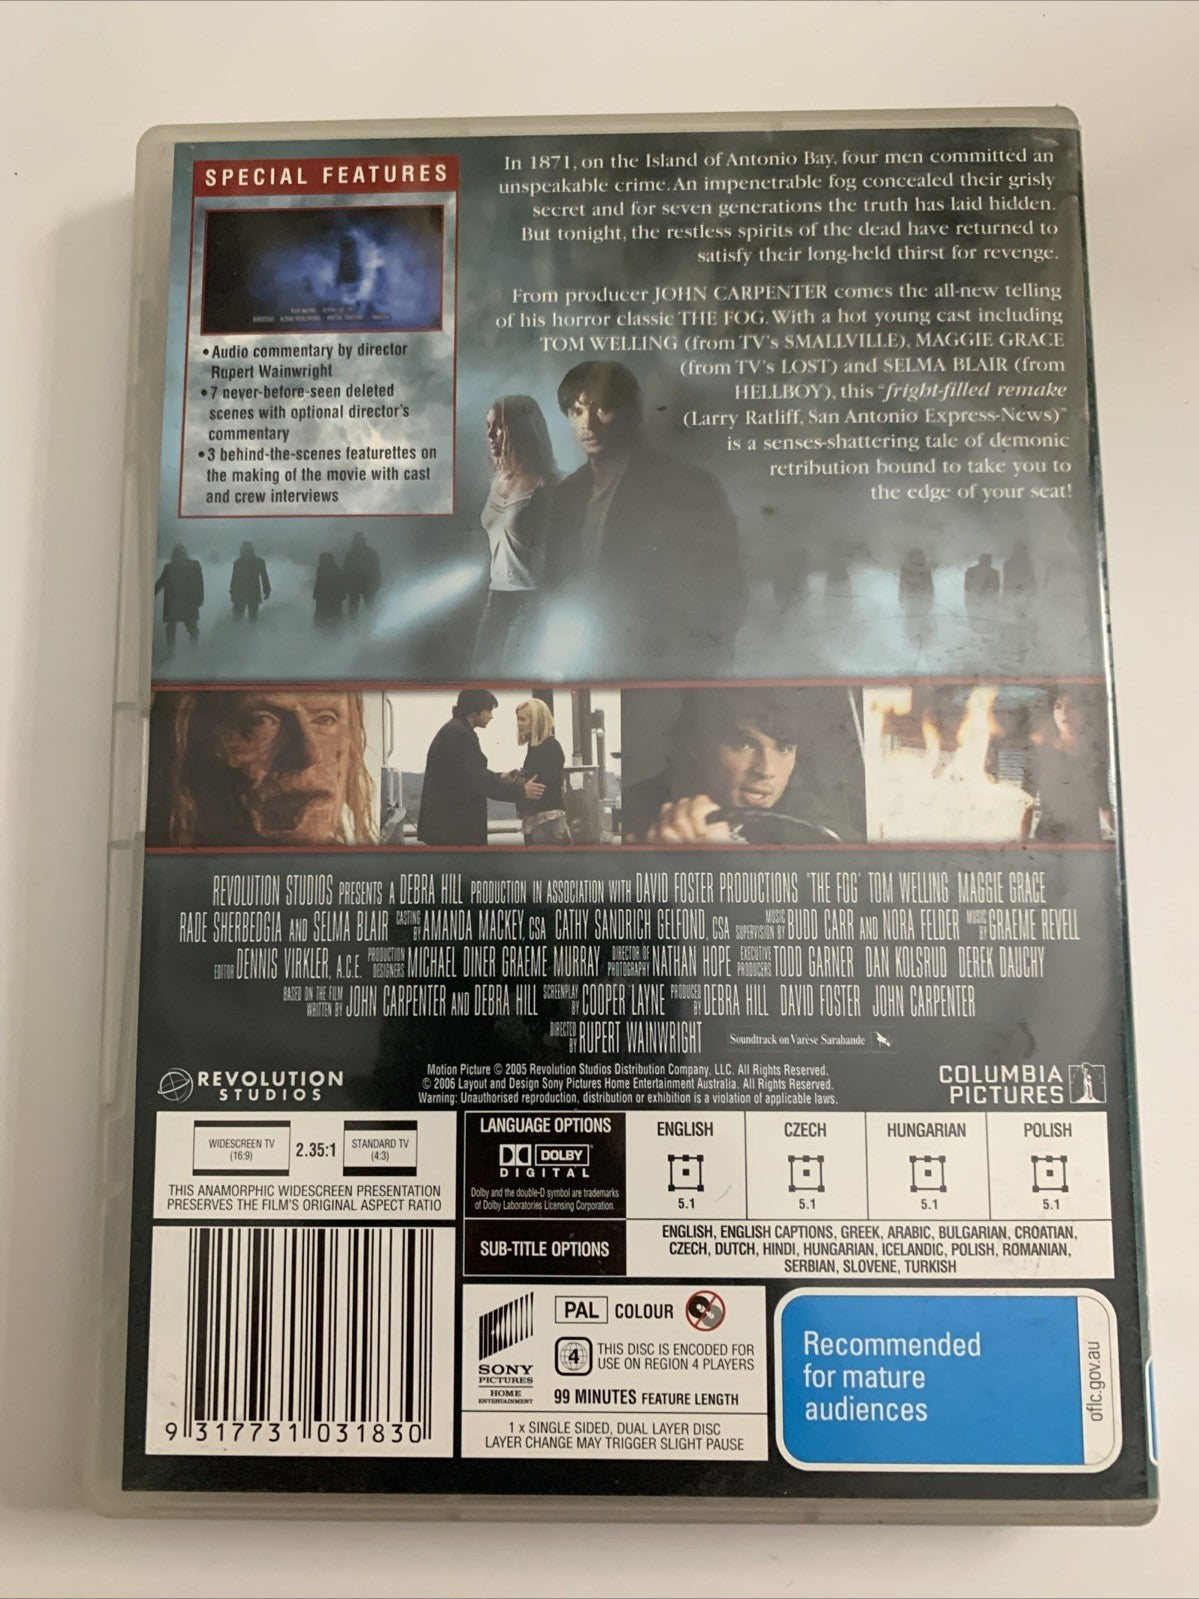 SPECIAL FEATURES
• Audio commentary by director
Rupert Wainwright
• 7 never-before-seen deleted
scenes with optional director's
commentary
• 3 behind-the-scenes featurettes on
the making of the movie with cast
and crew interviews
In 1871, on the Island of Antonio Bay, four men committed an
unspeakable crime. An impenetrable fog concealed their grisly
secret and for seven generations the truth has laid hidden.
But tonight, the restless spirits of the dead have returned to
satisfy their long-held thirst for revenge.
From producer JOHN CARPENTER comes the all-new telling
of his horror classic THE FOG. With a hot young cast including
TOM WELLING (from TV's SMALLVILLE), MAGGIE GRACE
(from TV's LOST) and SELMA BLAIR (from
HELLBOY), this "fright-filled remake
(Larry Ratliff, San Antonio Express-News)"
is a senses-shattering tale of demonic
retribution bound to take you to
the edge of your seat!
REVOLUTION STUDIOS PRESENTS A DEBRA HILL PRODUCTION IN ASSOCIATION WITH DAVID FOSTER PRODUCTIONS "THE FOG" TOM WELLING MAGGIE GRACE
RADE SHERBEDGIA AND SELMA BLAIR CASTING BY AMANDA MACKEY, CSA CATHY SANDRICH GELFOND, CSA MUSIC SUPERVISION BY BUDD CARR AND NORA FELDER MUSIC BY GRAEME REVELL
EDITOR DENNIS VIRKLER, A.C.E. PRODUCTION DESIGNERS MICHAEL DINER GRAEME MURRAY DIRECTOR OF PHOTOGRAPHY NATHAN HOPE EXECUTIVE PRODUCERS TODD GARNER DAN KOLSRUD DEREK DAUCHY
BASED ON THE FILM WRITTEN BY JOHN CARPENTER AND DEBRA HILL SCREENPLAY BY COOPER LAYNE PRODUCED BY DEBRA HILL DAVID FOSTER JOHN CARPENTER
DIRECTED BY RUPERT WAINWRIGHT Soundtrack on Varèse Sarabande
REVOLUTION
STUDIOS
Motion Picture © 2005 Revolution Studios Distribution Company, LLC. All Rights Reserved.
© 2006 Layout and Design Sony Pictures Home Entertainment Australia. All Rights Reserved.
Warning: Unauthorised reproduction, distribution or exhibition is a violation of applicable laws.
COLUMBIA
PICTURES
WIDESCREEN TV
(16:9)
2.35:1
STANDARD TV
(4:3)
THIS ANAMORPHIC WIDESCREEN PRESENTATION
PRESERVES THE FILM'S ORIGINAL ASPECT RATIO
LANGUAGE OPTIONS
DOLBY
DIGITAL
Dolby and the double-D symbol are trademarks
of Dolby Laboratories Licensing Corporation.
ENGLISH
5.1
CZECH
5.1
HUNGARIAN
5.1
POLISH
5.1
SUB-TITLE OPTIONS
ENGLISH, ENGLISH CAPTIONS, GREEK, ARABIC, BULGARIAN, CROATIAN,
CZECH, DUTCH, HINDI, HUNGARIAN, ICELANDIC, POLISH, ROMANIAN,
SERBIAN, SLOVENE, TURKISH
9 317731 031830
SONY
PICTURES
HOME
ENTERTAINMENT
PAL COLOUR
4
THIS DISC IS ENCODED FOR
USE ON REGION 4 PLAYERS
99 MINUTES FEATURE LENGTH
1 x SINGLE SIDED, DUAL LAYER DISC
LAYER CHANGE MAY TRIGGER SLIGHT PAUSE
Recommended
for mature
audiences
oflc.gov.au